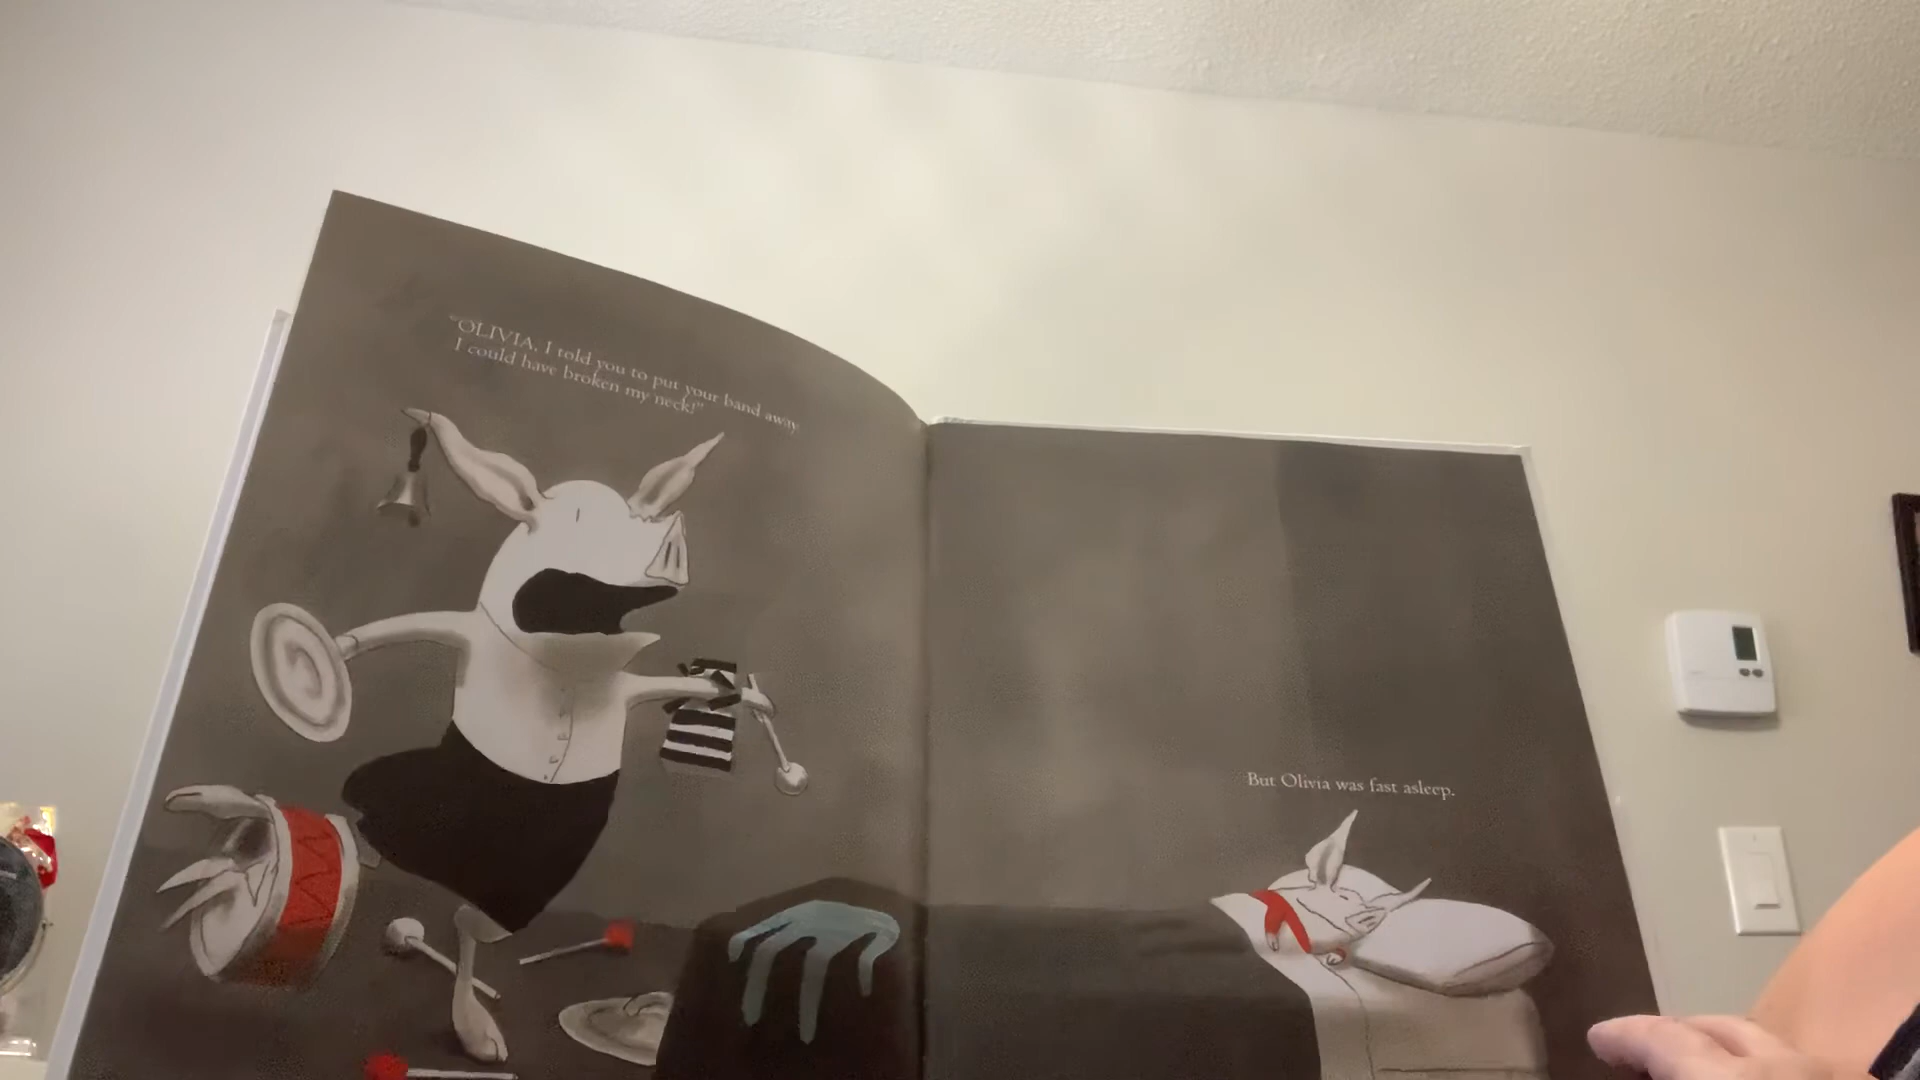 "OLIVIA, I told you to put your band away.
I could have broken my neck!"
But Olivia was fast asleep.